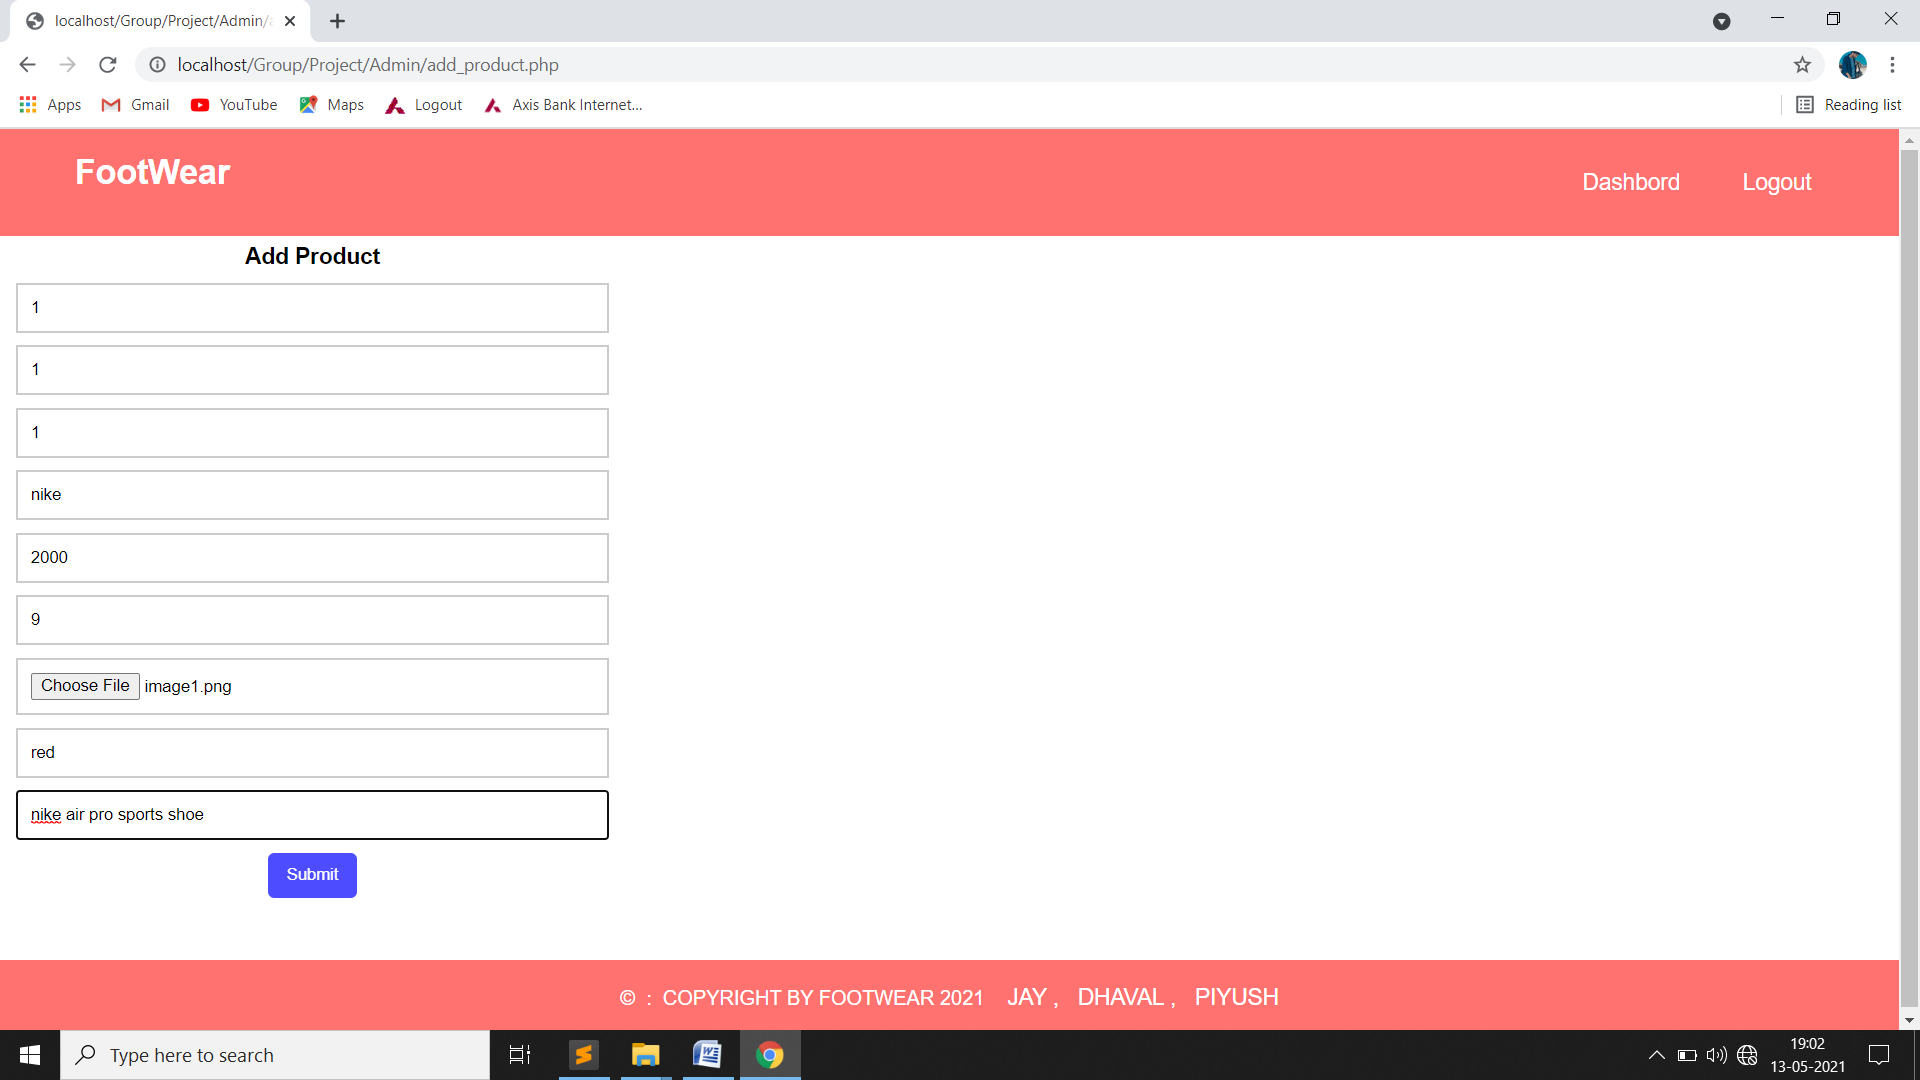 localhost/Group/Project/Admin/a
localhost/Group/Project/Admin/add_product.php
Apps Gmail YouTube Maps Logout Axis Bank Internet... Reading list
FootWear Dashbord Logout
Add Product
1
1
1
nike
2000
9
Choose File image1.png
red
nike air pro sports shoe
Submit
© : COPYRIGHT BY FOOTWEAR 2021 JAY , DHAVAL , PIYUSH
Type here to search
19:02
13-05-2021